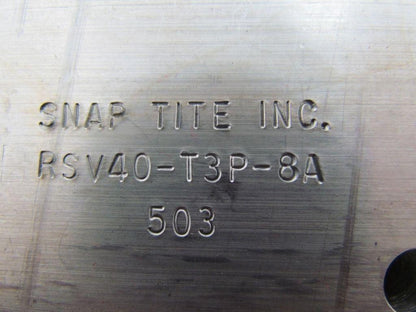 SNAP TITE INC.
RSV40-T3P-8A
503